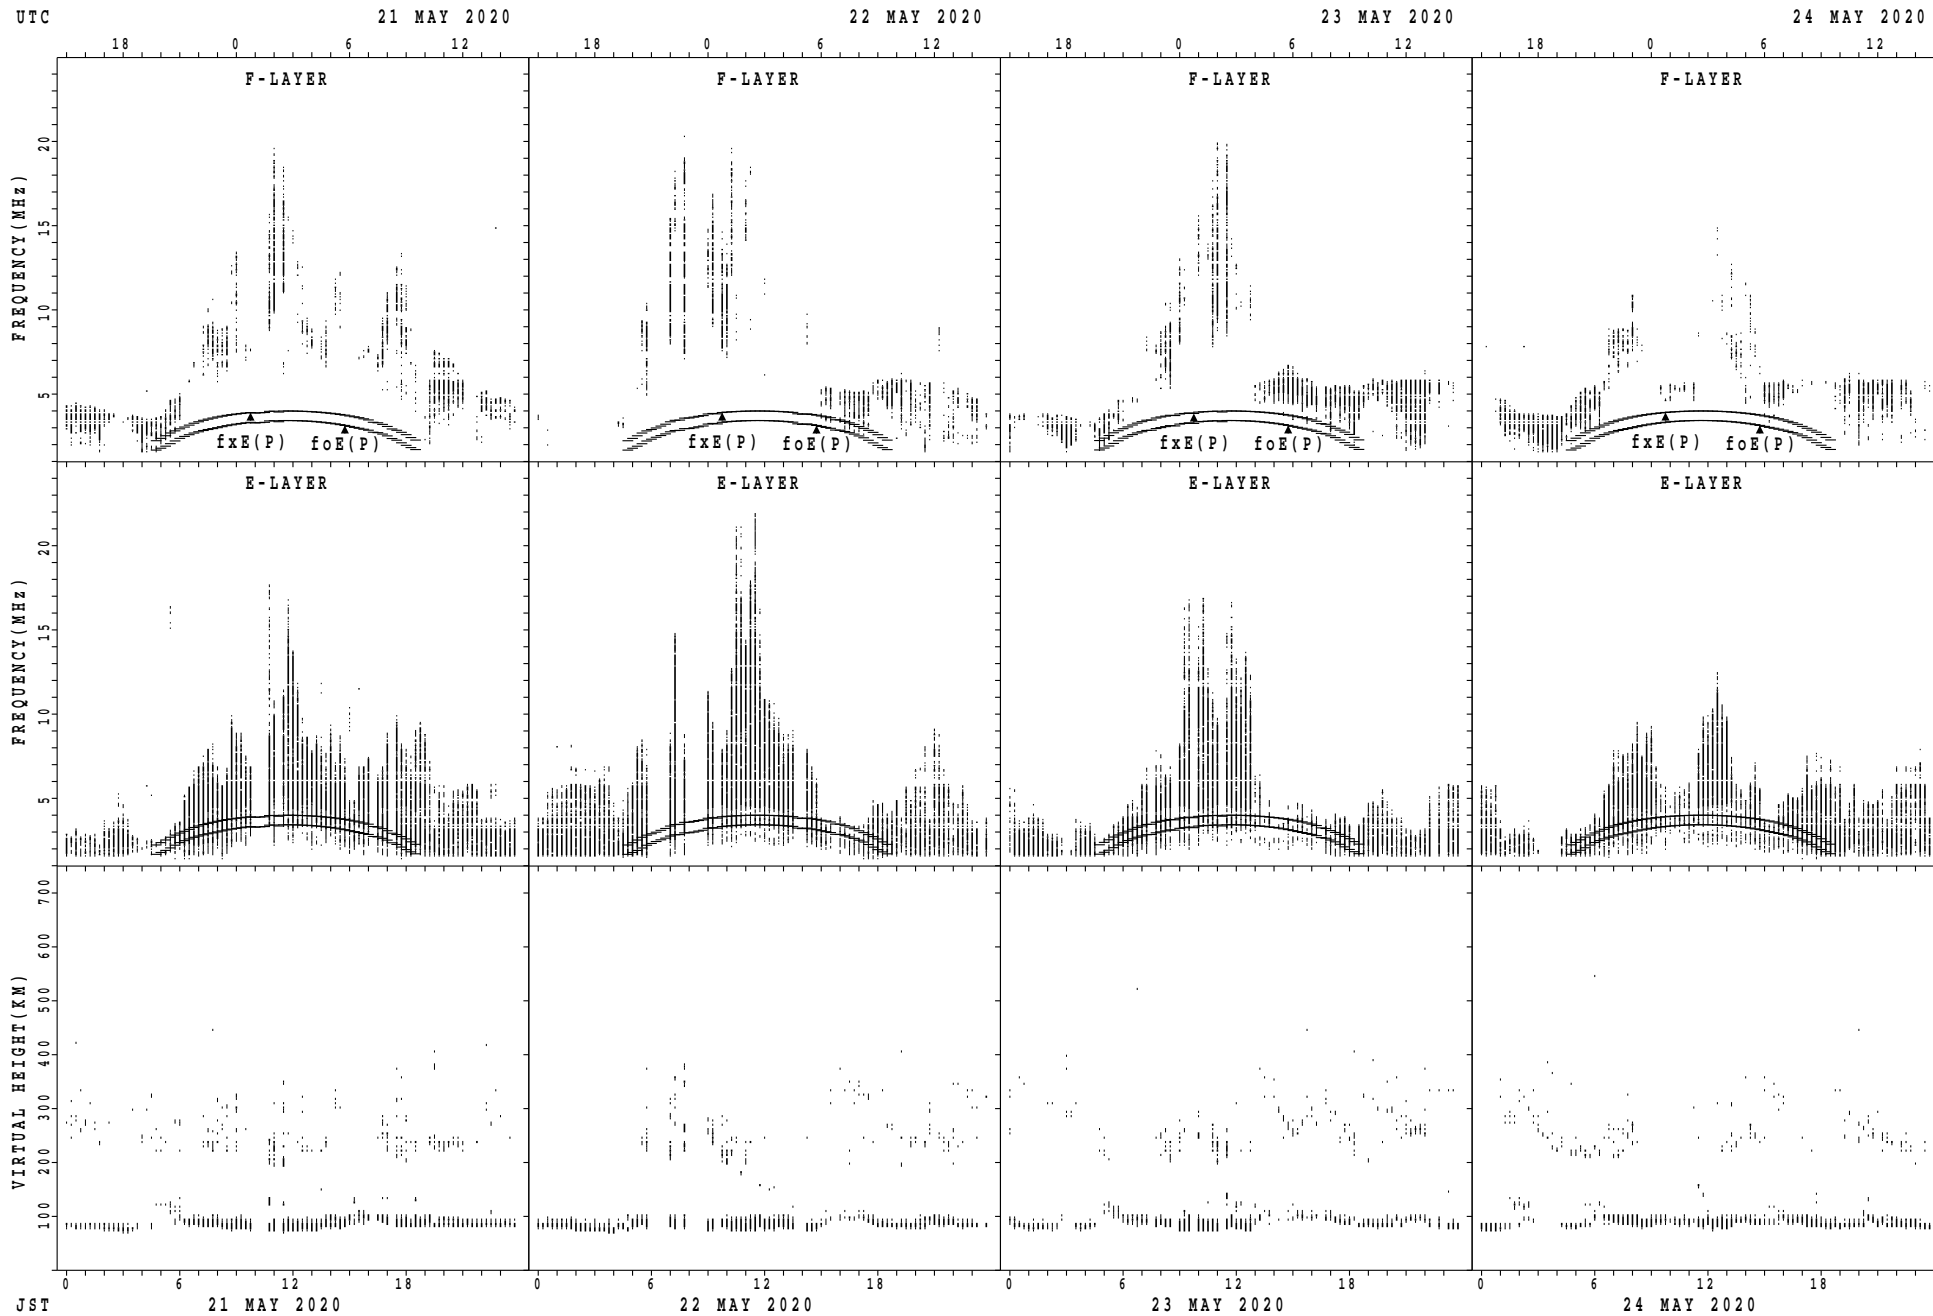 UTC 21 MAY 2020 22 MAY 2020 23 MAY 2020 24 MAY 2020
18 0 6 12 18 0 6 12 18 0 6 12 18 0 6 12
F-LAYER F-LAYER F-LAYER F-LAYER
FREQUENCY(MHz)
20
15
10
5
fxE(P) foE(P) fxE(P) foE(P) fxE(P) foE(P) fxE(P) foE(P)
E-LAYER E-LAYER E-LAYER E-LAYER
FREQUENCY(MHz)
20
15
10
5
VIRTUAL HEIGHT(KM)
700
600
500
400
300
200
100
0 6 12 18 0 6 12 18 0 6 12 18 0 6 12 18
JST 21 MAY 2020 22 MAY 2020 23 MAY 2020 24 MAY 2020